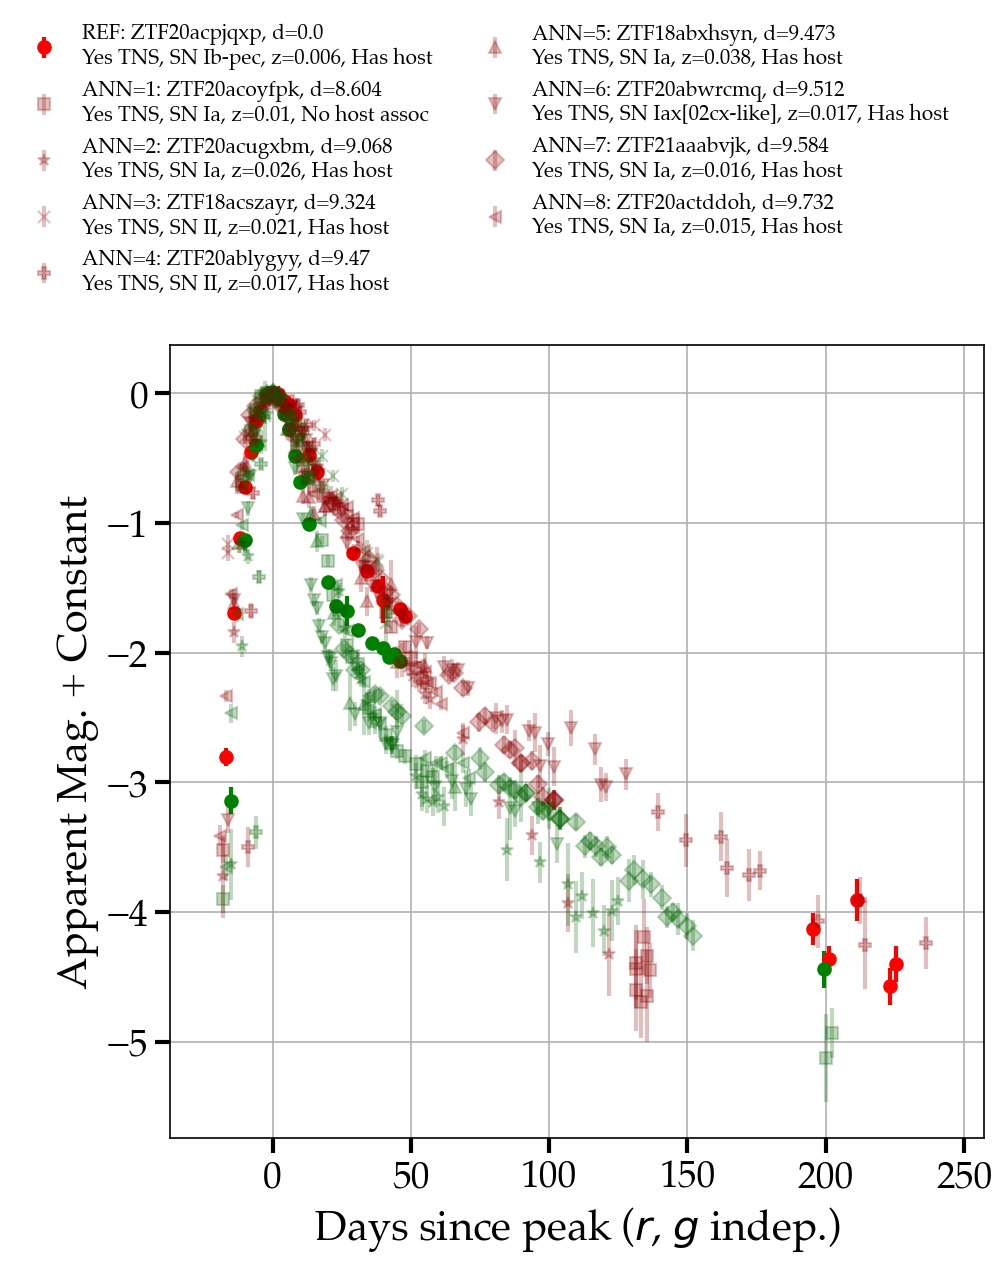 REF: ZTF20acpjqxp, d=0.0
Yes TNS, SN Ib-pec, z=0.006, Has host
ANN=1: ZTF20acoyfpk, d=8.604
Yes TNS, SN Ia, z=0.01, No host assoc
ANN=2: ZTF20acugxbm, d=9.068
Yes TNS, SN Ia, z=0.026, Has host
ANN=3: ZTF18acszayr, d=9.324
Yes TNS, SN II, z=0.021, Has host
ANN=4: ZTF20ablygyy, d=9.47
Yes TNS, SN II, z=0.017, Has host
ANN=5: ZTF18abxhsyn, d=9.473
Yes TNS, SN Ia, z=0.038, Has host
ANN=6: ZTF20abwrcmq, d=9.512
Yes TNS, SN Iax[02cx-like], z=0.017, Has host
ANN=7: ZTF21aaabvjk, d=9.584
Yes TNS, SN Ia, z=0.016, Has host
ANN=8: ZTF20actddoh, d=9.732
Yes TNS, SN Ia, z=0.015, Has host
Apparent Mag. + Constant
0
−1
−2
−3
−4
−5
0 50 100 150 200 250
Days since peak (r, g indep.)